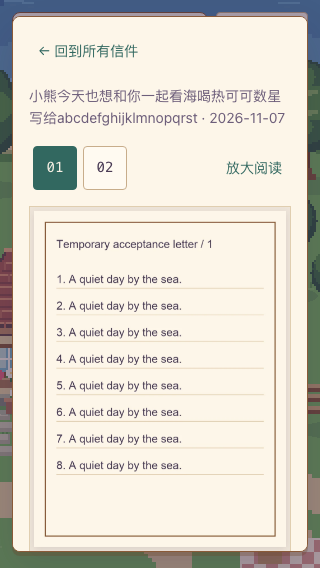 ← 回到所有信件
小熊今天也想和你一起看海喝热可可数星
写给abcdefghijklmnopqrst · 2026-11-07
01 02 放大阅读
Temporary acceptance letter / 1
1. A quiet day by the sea.
2. A quiet day by the sea.
3. A quiet day by the sea.
4. A quiet day by the sea.
5. A quiet day by the sea.
6. A quiet day by the sea.
7. A quiet day by the sea.
8. A quiet day by the sea.